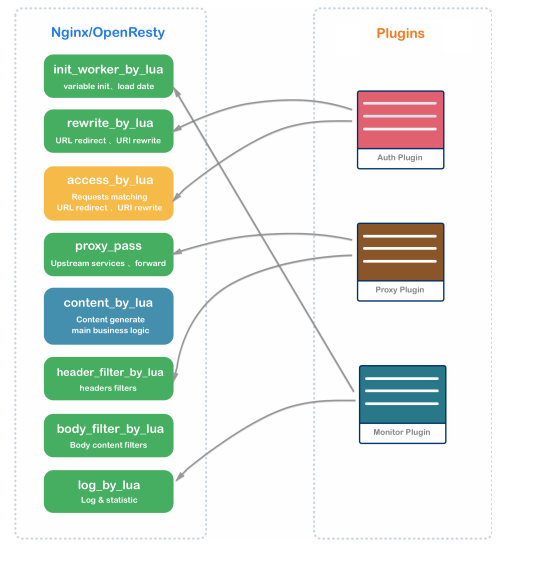 Nginx/OpenResty
init_worker_by_lua
variable init、load date
rewrite_by_lua
URL redirect 、URI rewrite
access_by_lua
Requests matching
URL redirect 、URI rewrite
proxy_pass
Upstream services 、forward
content_by_lua
Content generate
main business logic
header_filter_by_lua
headers filters
body_filter_by_lua
Body content filters
log_by_lua
Log & statistic
Plugins
Auth Plugin
Proxy Plugin
Monitor Plugin